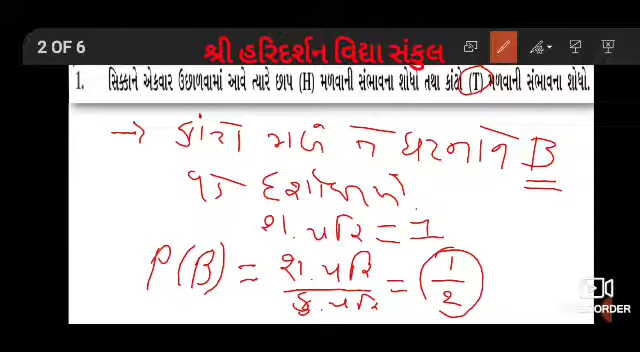 2 OF 6
શ્રી હરિદર્શન વિદ્યા સંકુલ
1. સિક્કાને એકવાર ઉછાળવામાં આવે ત્યારે છાપ (H) મળવાની સંભાવના શોધો તથા કાંટો (T) મળવાની સંભાવના શોધો.
→ કાંટો મળે તે ઘટનાને B
વડે દર્શાવીએ.
શ. પરિ = 1
P(B) = શ. પરિ / કુ. પરિ = 1/2
RECORDER